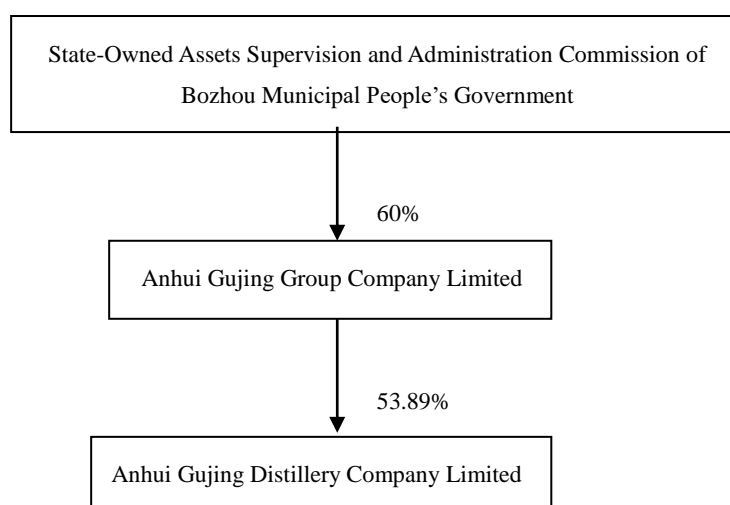 State-Owned Assets Supervision and Administration Commission of
Bozhou Municipal People’s Government
60%
Anhui Gujing Group Company Limited
53.89%
Anhui Gujing Distillery Company Limited